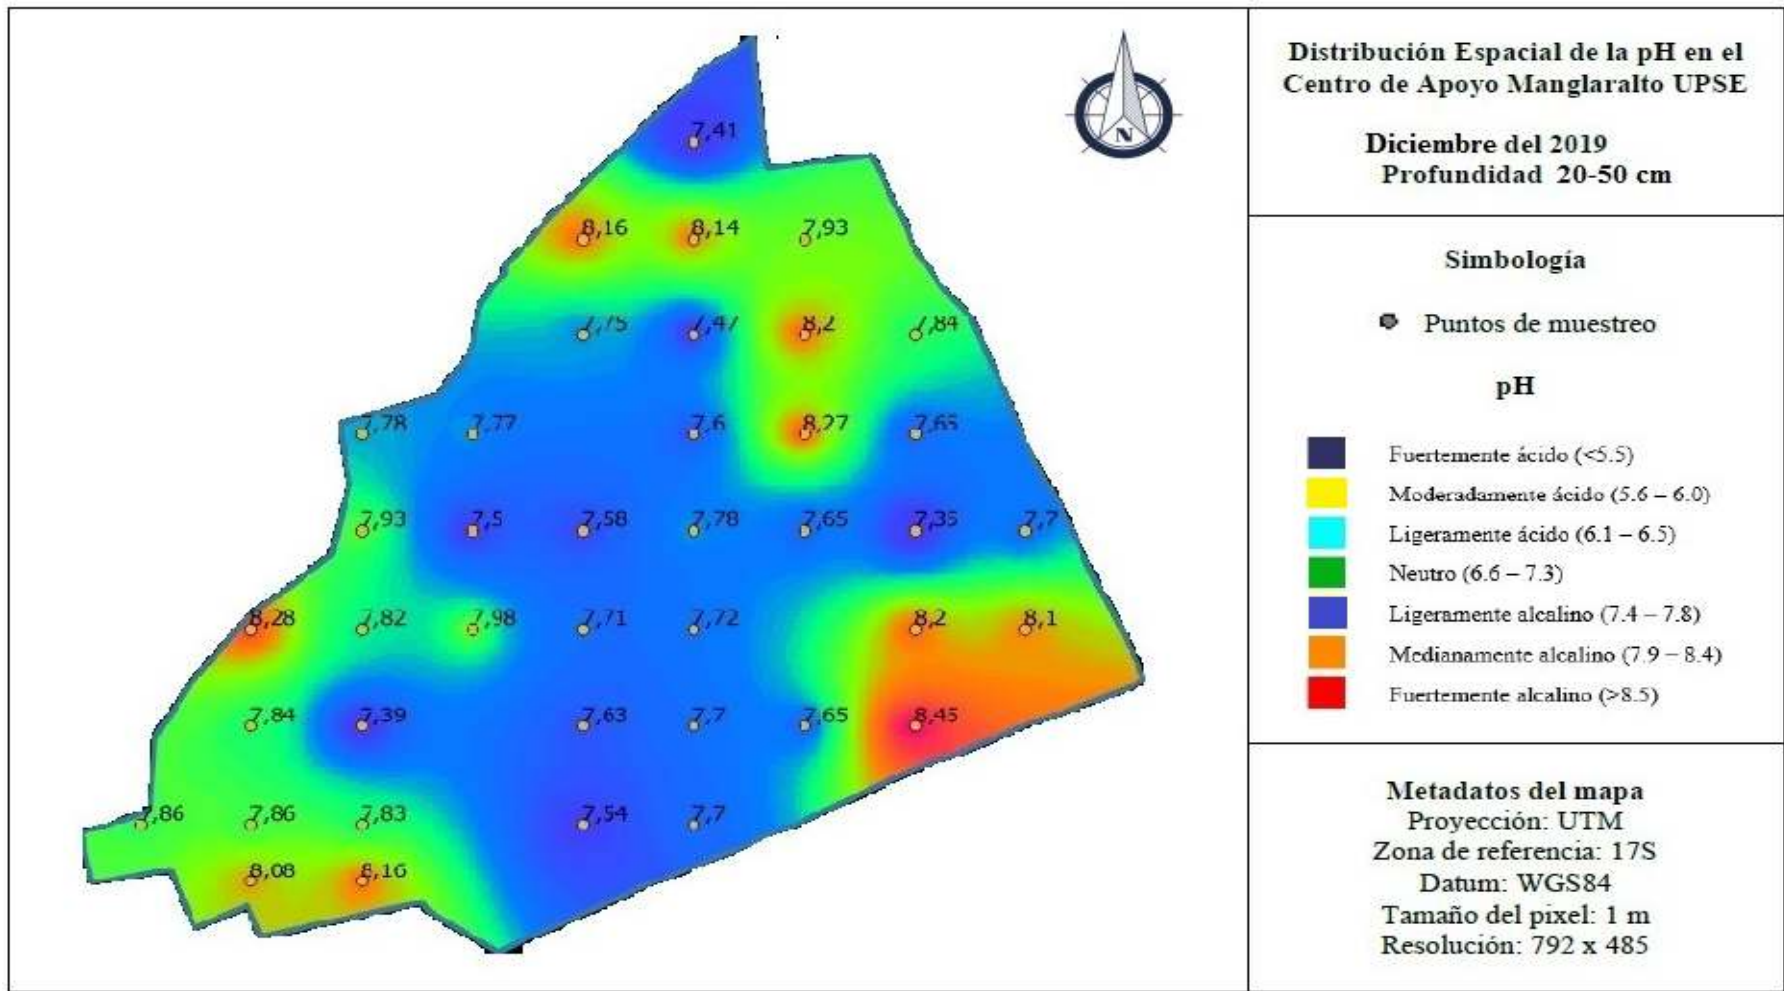 Distribución Espacial de la pH en el
Centro de Apoyo Manglaralto UPSE
Diciembre del 2019
Profundidad 20-50 cm
Simbología
Puntos de muestreo
pH
Fuertemente ácido (<5.5)
Moderadamente ácido (5.6 – 6.0)
Ligeramente ácido (6.1 – 6.5)
Neutro (6.6 – 7.3)
Ligeramente alcalino (7.4 – 7.8)
Medianamente alcalino (7.9 – 8.4)
Fuertemente alcalino (>8.5)
Metadatos del mapa
Proyección: UTM
Zona de referencia: 17S
Datum: WGS84
Tamaño del pixel: 1 m
Resolución: 792 x 485
N
7,41
8,16 8,14 7,93
7,75 7,47 8,2 7,84
7,78 7,77 7,6 8,27 7,65
7,93 7,5 7,58 7,78 7,65 7,35 7,7
8,28 7,82 7,98 7,71 7,72 8,2 8,1
7,84 7,39 7,63 7,7 7,65 8,45
7,86 7,86 7,83 7,54 7,7
8,08 8,16